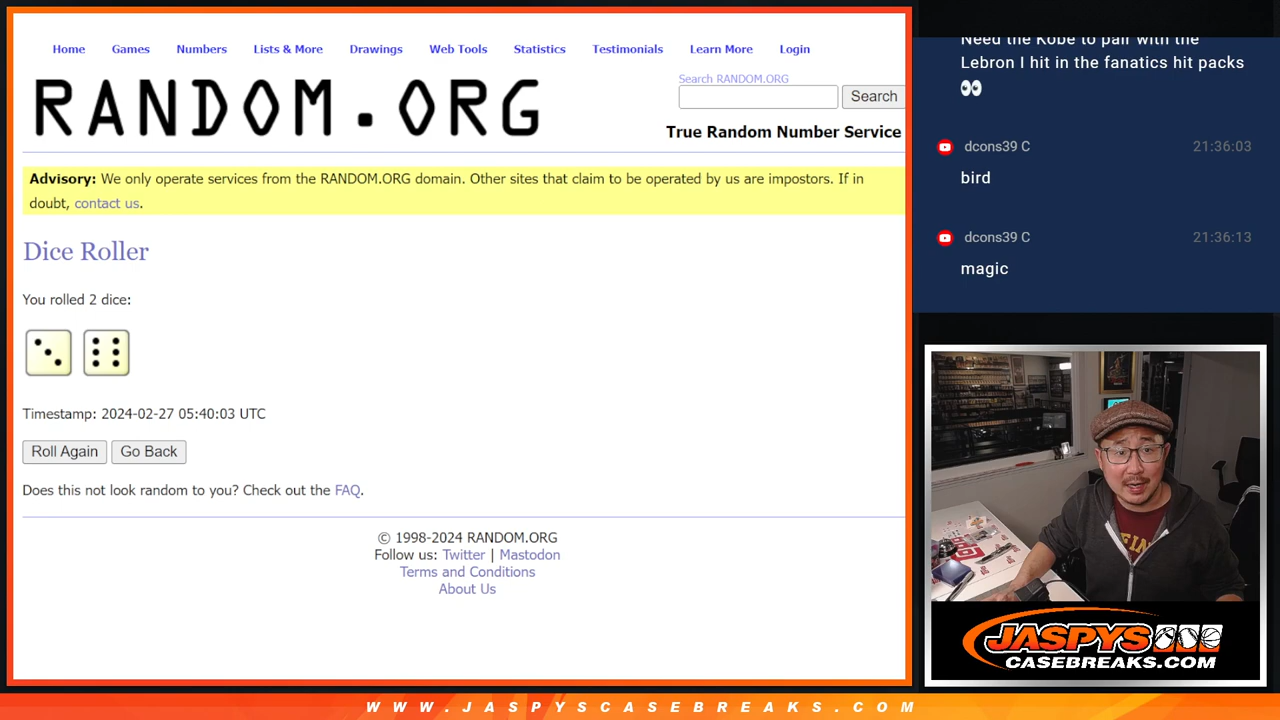 Home Games Numbers Lists & More Drawings Web Tools Statistics Testimonials Learn More Login
RANDOM.ORG
Search RANDOM.ORG
Search
True Random Number Service
Advisory: We only operate services from the RANDOM.ORG domain. Other sites that claim to be operated by us are impostors. If in
doubt, contact us.
Dice Roller
You rolled 2 dice:
Timestamp: 2024-02-27 05:40:03 UTC
Roll Again Go Back
Does this not look random to you? Check out the FAQ.
© 1998-2024 RANDOM.ORG
Follow us: Twitter | Mastodon
Terms and Conditions
About Us
Need the Kobe to pair with the
Lebron I hit in the fanatics hit packs
👀
dcons39 C 21:36:03
bird
dcons39 C 21:36:13
magic
JASPYS
CASEBREAKS.COM
WWW.JASPYSCASEBREAKS.COM